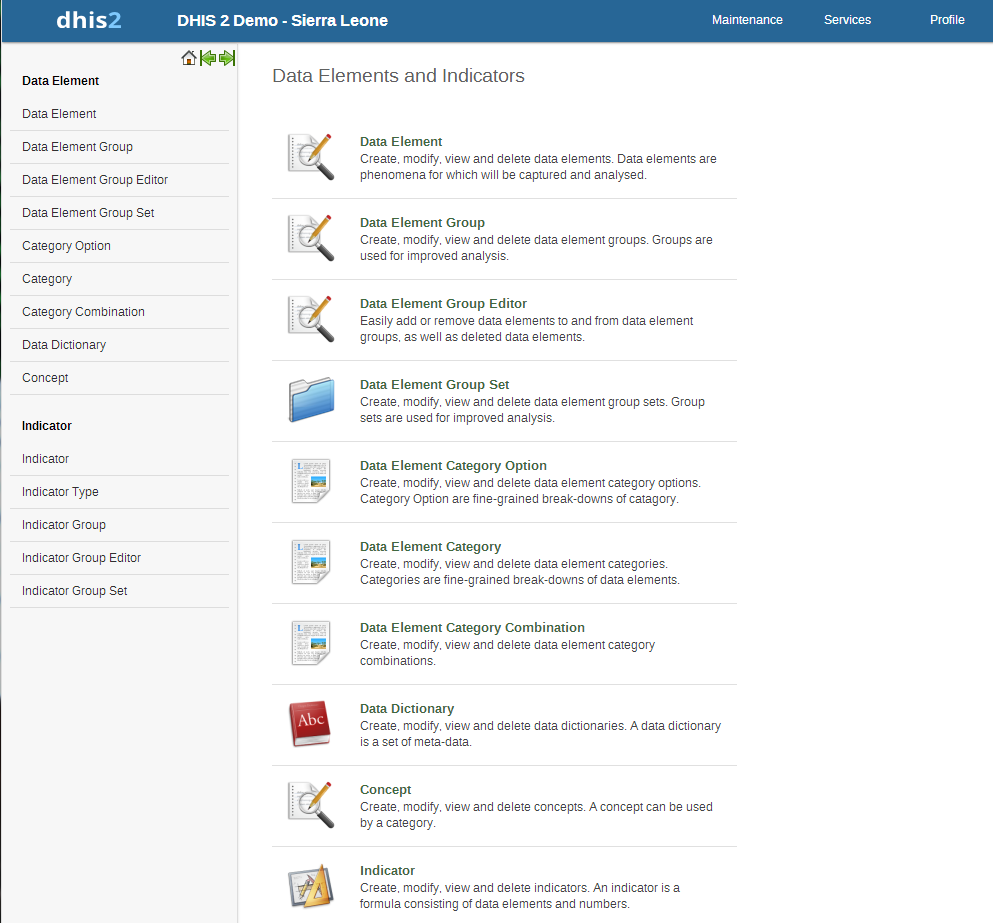 dhis2
DHIS 2 Demo - Sierra Leone
Maintenance
Services
Profile
Data Element
Data Element
Data Element Group
Data Element Group Editor
Data Element Group Set
Category Option
Category
Category Combination
Data Dictionary
Concept
Indicator
Indicator
Indicator Type
Indicator Group
Indicator Group Editor
Indicator Group Set
Data Elements and Indicators
Data Element
Create, modify, view and delete data elements. Data elements are
phenomena for which will be captured and analysed.
Data Element Group
Create, modify, view and delete data element groups. Groups are
used for improved analysis.
Data Element Group Editor
Easily add or remove data elements to and from data element
groups, as well as deleted data elements.
Data Element Group Set
Create, modify, view and delete data element group sets. Group
sets are used for improved analysis.
Data Element Category Option
Create, modify, view and delete data element category options.
Category Option are fine-grained break-downs of catagory.
Data Element Category
Create, modify, view and delete data element categories.
Categories are fine-grained break-downs of data elements.
Data Element Category Combination
Create, modify, view and delete data element category
combinations.
Abc
Data Dictionary
Create, modify, view and delete data dictionaries. A data dictionary
is a set of meta-data.
Concept
Create, modify, view and delete concepts. A concept can be used
by a category.
Indicator
Create, modify, view and delete indicators. An indicator is a
formula consisting of data elements and numbers.